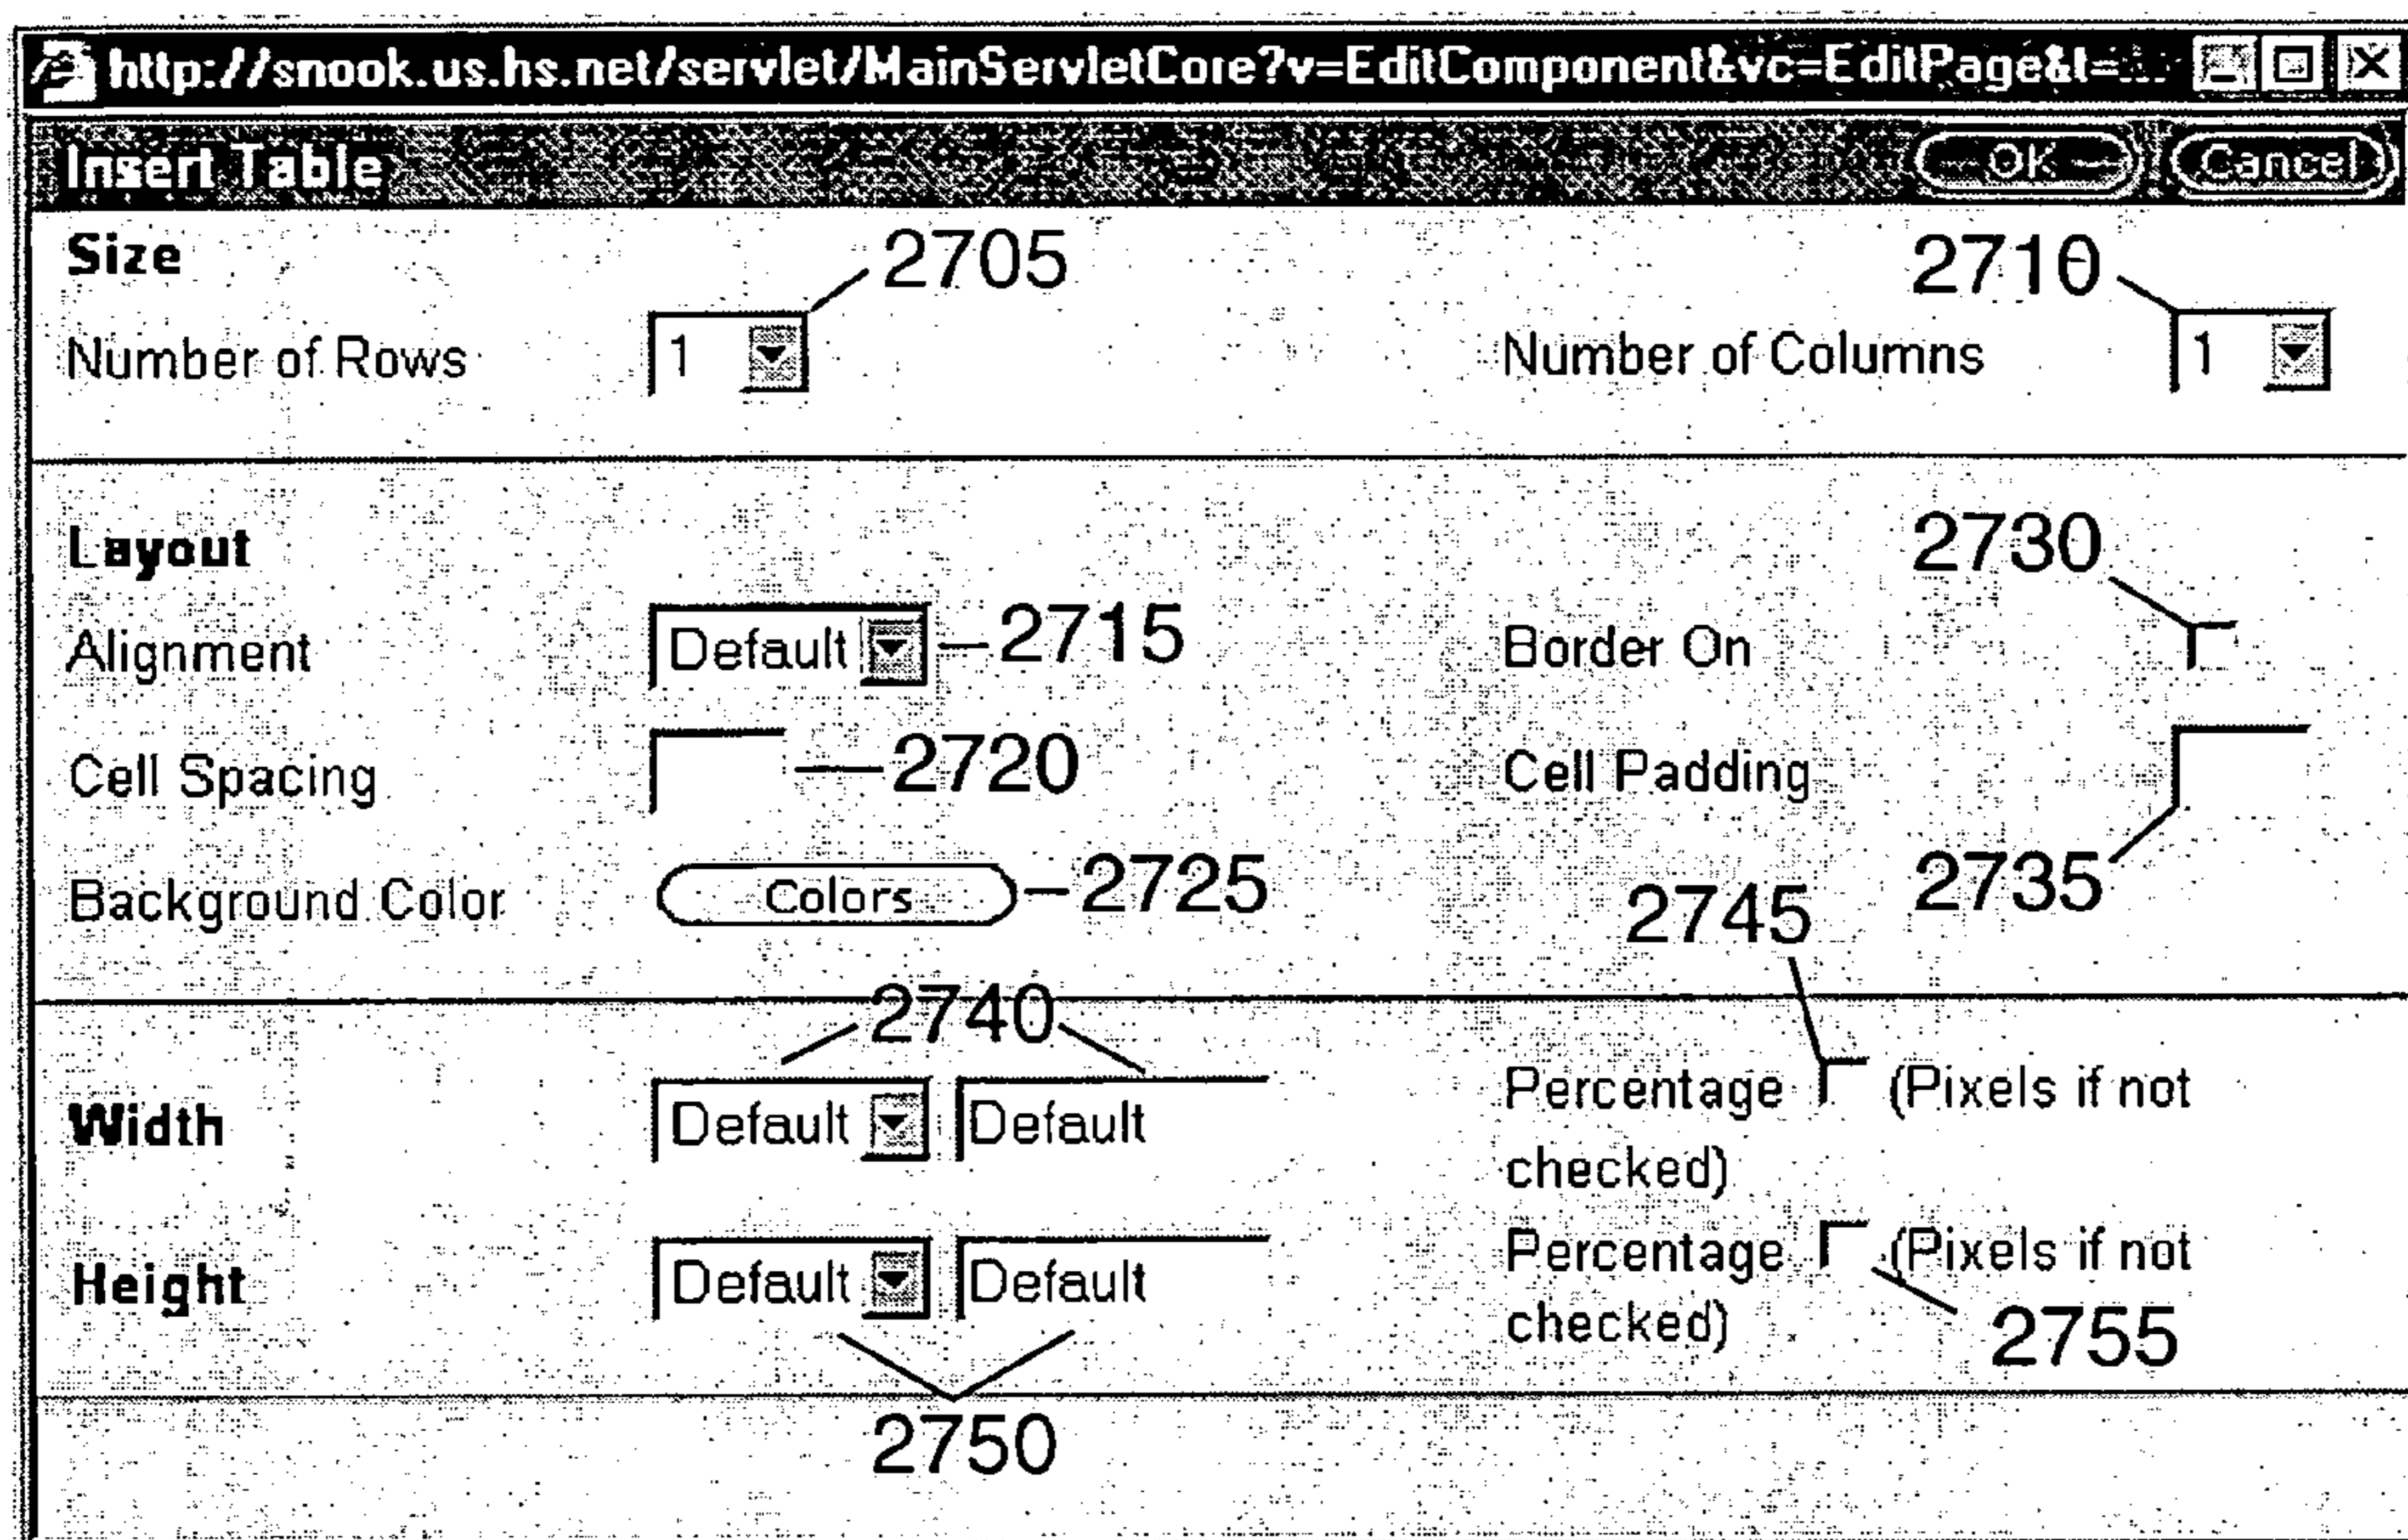 http://snook.us.hs.net/servlet/MainServletCore?v=EditComponent&vc=EditPage&t=...
Insert Table OK Cancel
Size 2705 2710
Number of Rows 1 Number of Columns 1
Layout 2730
Alignment Default 2715 Border On
Cell Spacing 2720 Cell Padding
Background Color Colors 2725 2745 2735
2740
Width Default Default Percentage (Pixels if not
checked)
Height Default Default Percentage (Pixels if not
checked) 2755
2750